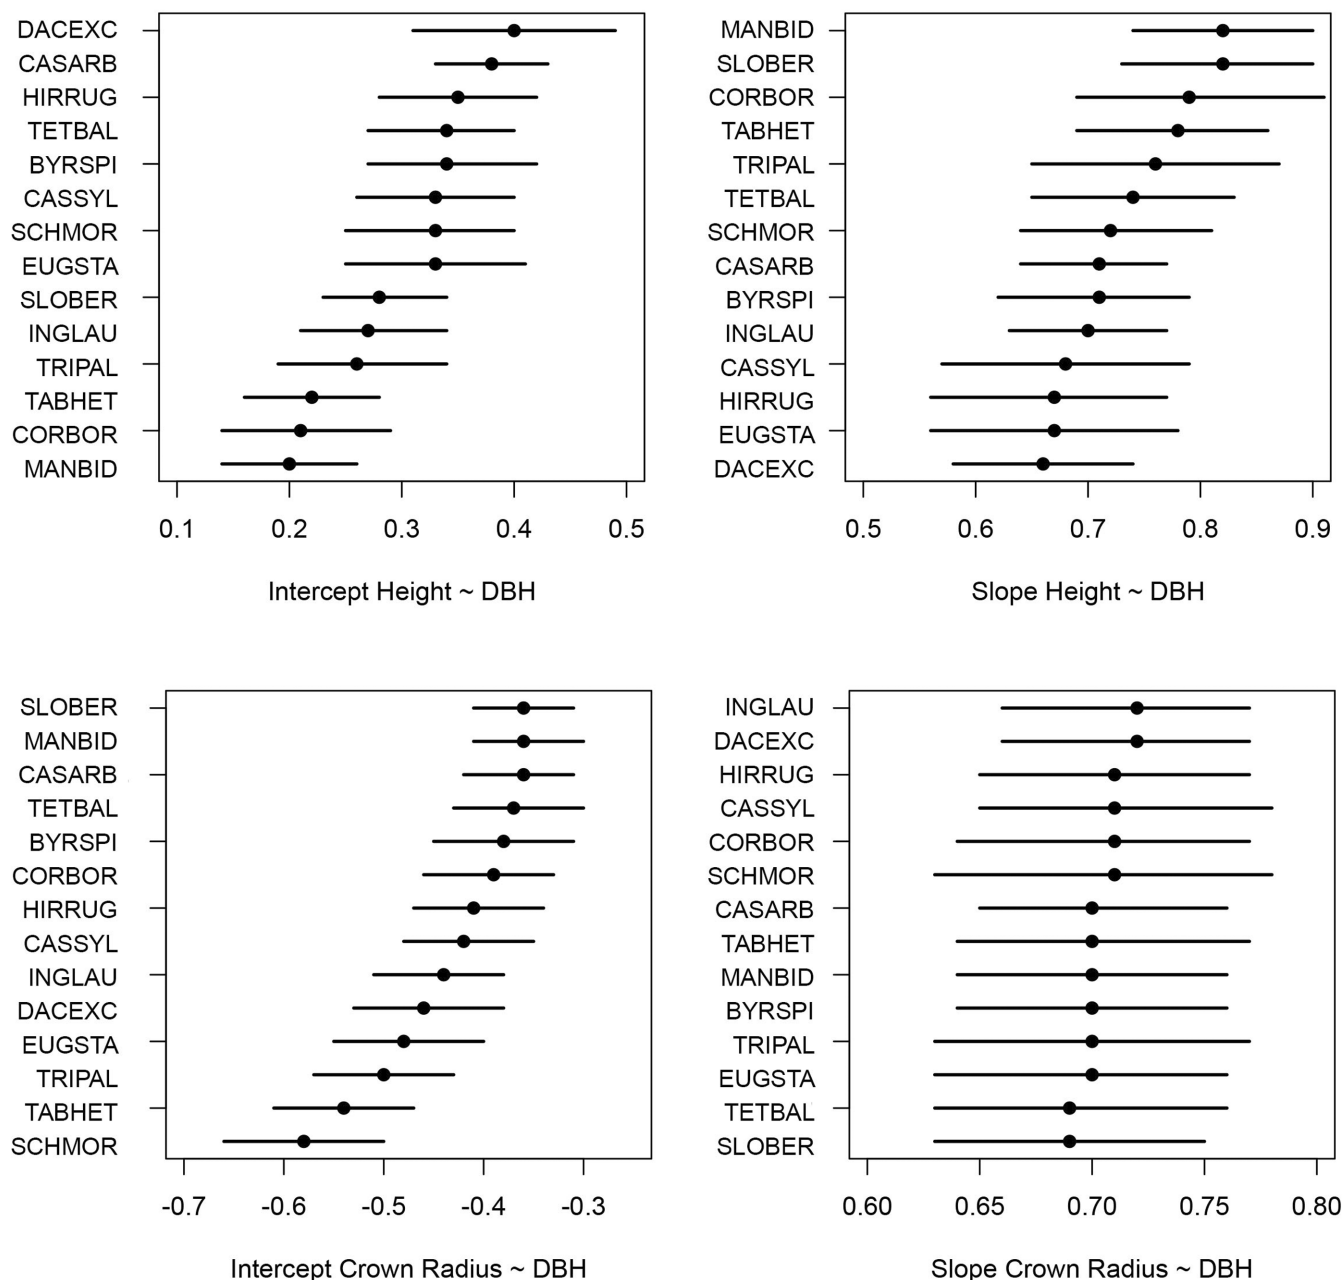 DACEXC
CASARB
HIRRUG
TETBAL
BYRSPI
CASSYL
SCHMOR
EUGSTA
SLOBER
INGLAU
TRIPAL
TABHET
CORBOR
MANBID
0.1 0.2 0.3 0.4 0.5
Intercept Height ~ DBH
MANBID
SLOBER
CORBOR
TABHET
TRIPAL
TETBAL
SCHMOR
CASARB
BYRSPI
INGLAU
CASSYL
HIRRUG
EUGSTA
DACEXC
0.5 0.6 0.7 0.8 0.9
Slope Height ~ DBH
SLOBER
MANBID
CASARB
TETBAL
BYRSPI
CORBOR
HIRRUG
CASSYL
INGLAU
DACEXC
EUGSTA
TRIPAL
TABHET
SCHMOR
-0.7 -0.6 -0.5 -0.4 -0.3
Intercept Crown Radius ~ DBH
INGLAU
DACEXC
HIRRUG
CASSYL
CORBOR
SCHMOR
CASARB
TABHET
MANBID
BYRSPI
TRIPAL
EUGSTA
TETBAL
SLOBER
0.60 0.65 0.70 0.75 0.80
Slope Crown Radius ~ DBH